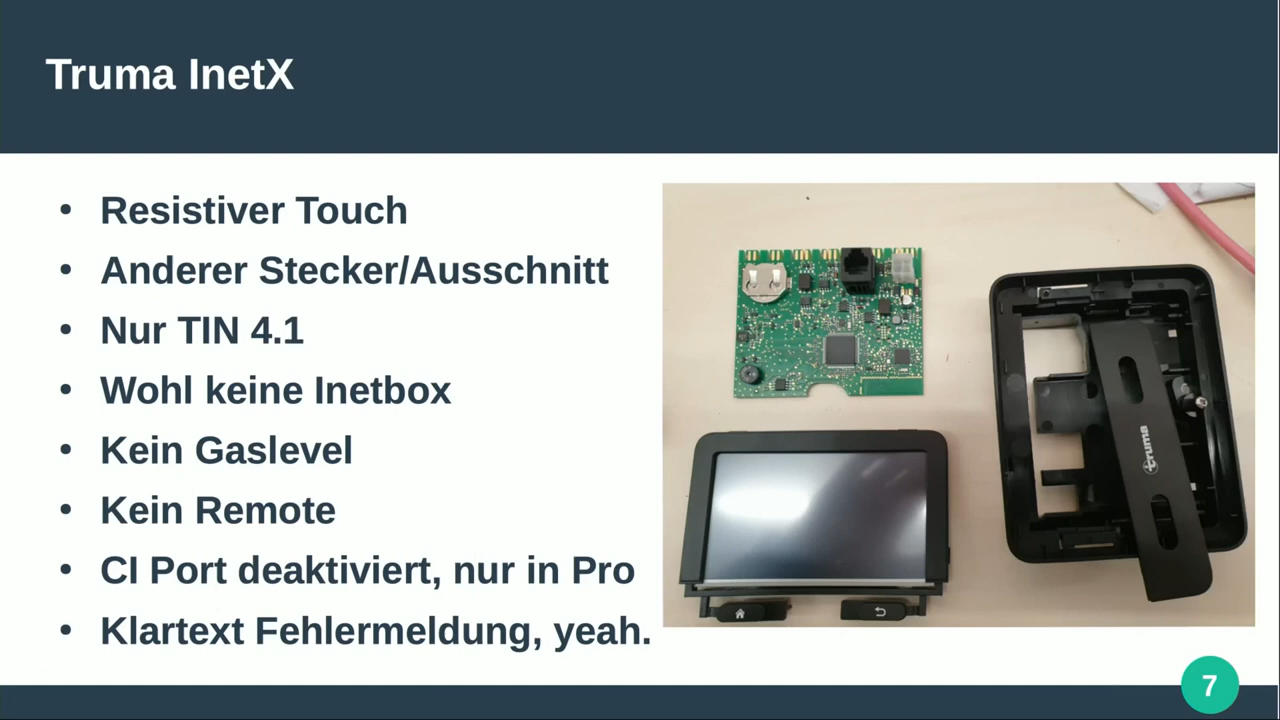 Truma InetX
• Resistiver Touch
• Anderer Stecker/Ausschnitt
• Nur TIN 4.1
• Wohl keine Inetbox
• Kein Gaslevel
• Kein Remote
• CI Port deaktiviert, nur in Pro
• Klartext Fehlermeldung, yeah.
truma
7